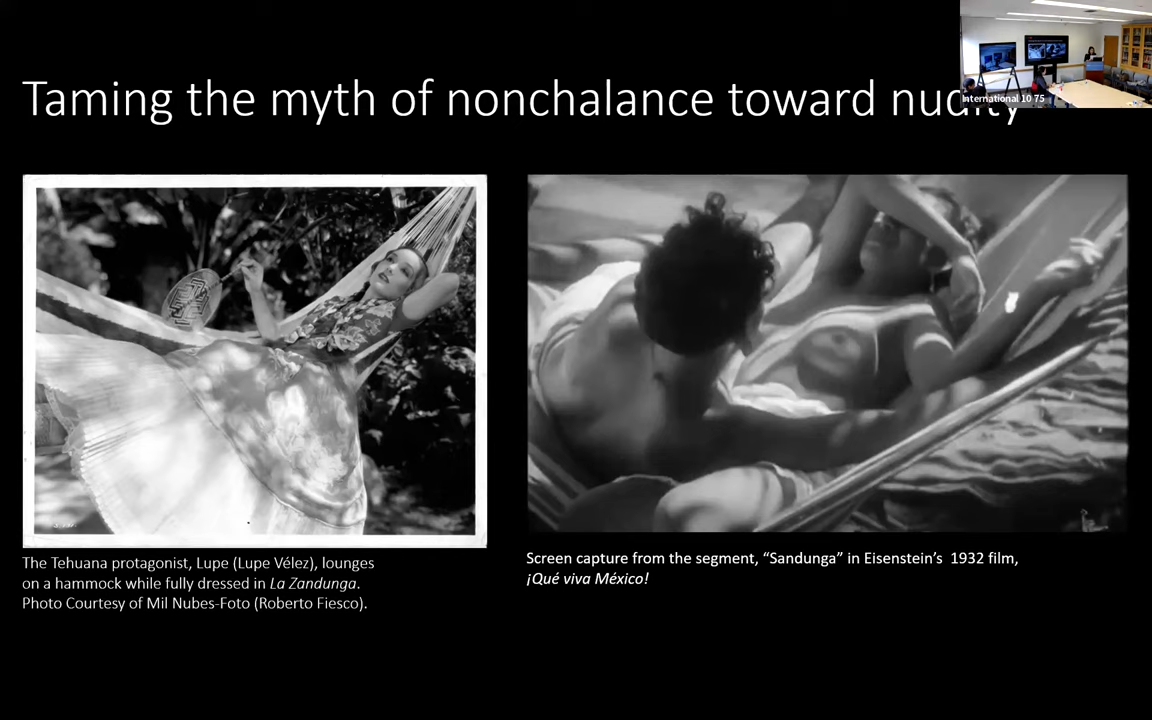 Taming the myth of nonchalance toward nudity
International 10 75
The Tehuana protagonist, Lupe (Lupe Vélez), lounges
on a hammock while fully dressed in La Zandunga.
Photo Courtesy of Mil Nubes-Foto (Roberto Fiesco).
Screen capture from the segment, “Sandunga” in Eisenstein’s 1932 film,
¡Qué viva México!